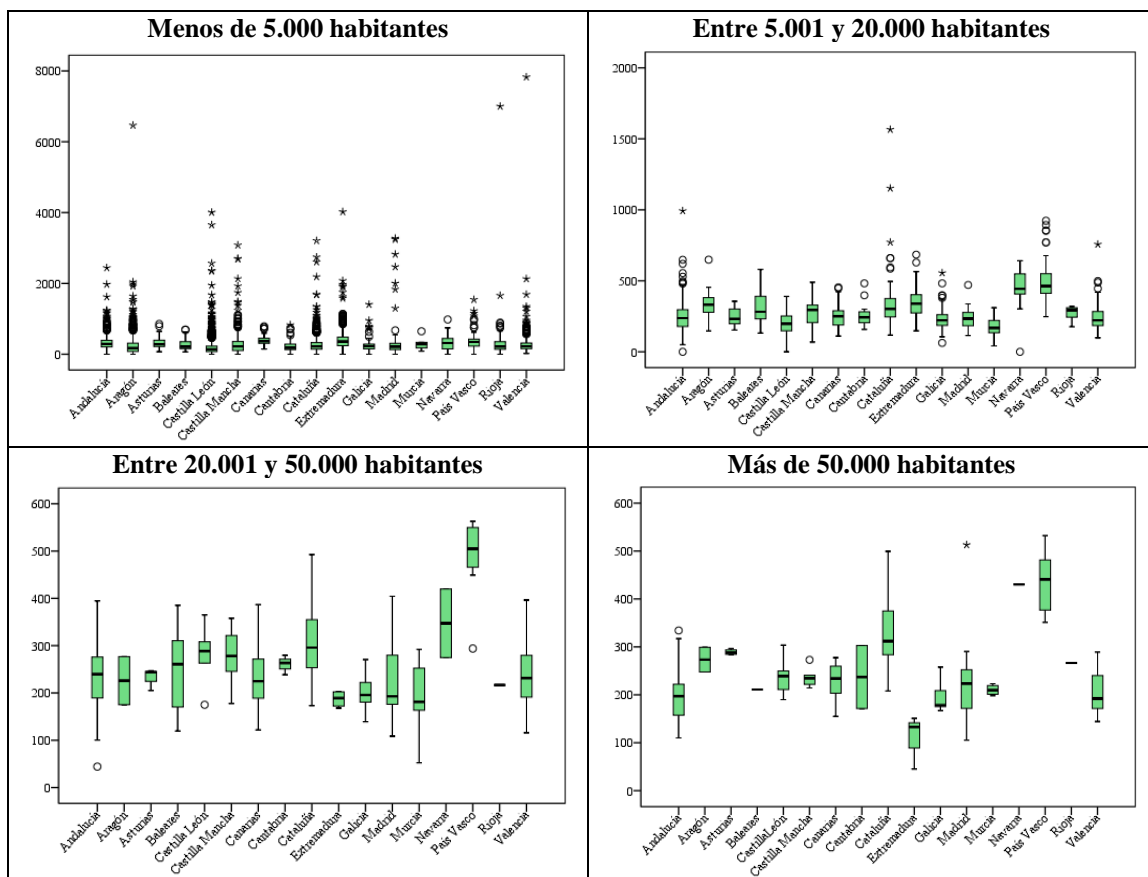 Menos de 5.000 habitantes
8000
6000
4000
2000
0
Andalucía
Aragón
Asturias
Baleares
Castilla León
Castilla Mancha
Canarias
Cantabria
Cataluña
Extremadura
Galicia
Madrid
Murcia
Navarra
País Vasco
Rioja
Valencia
Entre 5.001 y 20.000 habitantes
2000
1500
1000
500
0
Andalucía
Aragón
Asturias
Baleares
Castilla León
Castilla Mancha
Canarias
Cantabria
Cataluña
Extremadura
Galicia
Madrid
Murcia
Navarra
País Vasco
Rioja
Valencia
Entre 20.001 y 50.000 habitantes
600
500
400
300
200
100
0
Andalucía
Aragón
Asturias
Baleares
Castilla León
Castilla Mancha
Canarias
Cantabria
Cataluña
Extremadura
Galicia
Madrid
Murcia
Navarra
País Vasco
Rioja
Valencia
Más de 50.000 habitantes
600
500
400
300
200
100
0
Andalucía
Aragón
Asturias
Baleares
Castilla León
Castilla Mancha
Canarias
Cantabria
Cataluña
Extremadura
Galicia
Madrid
Murcia
Navarra
País Vasco
Rioja
Valencia